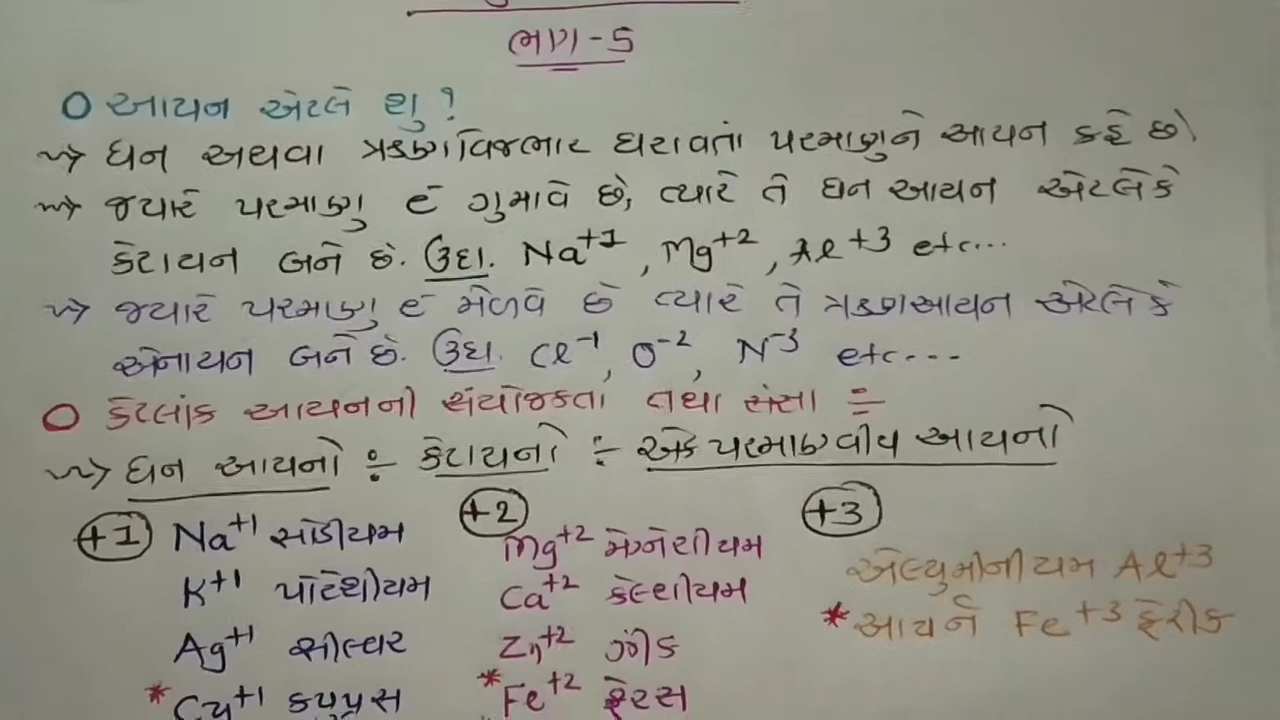 ભાગ - 5
૦ આયન એટલે શુ ?
ધન અથવા ઋણવિજભાર ધરાવતાં પરમાણુને આયન કહે છે.
જ્યારે પરમાણુ e⁻ ગુમાવે છે, ત્યારે તે ધન આયન એટલેકે
કેટાયન બને છે. ઉદા. Na⁺¹, Mg⁺², Al⁺³ etc...
જ્યારે પરમાણુ e⁻ મેળવે છે ત્યારે તે ઋણઆયન એટલે કે
એનાયન બને છે. ઉદા. Cl⁻¹, O⁻², N⁻³ etc....
૦ કેટલાંક આયનની સંયોજકતા તથા સંજ્ઞા ÷
ધન આયનો ÷ કેટાયનો ÷ એક પરમાણ્વીય આયનો
+1 +2 +3
Na⁺¹ સોડીયમ Mg⁺² મેગ્નેશીયમ એલ્યુમીનીયમ Al⁺³
K⁺¹ પોટેશીયમ Ca⁺² કેલ્શીયમ * આયર્ન Fe⁺³ ફેરીક
Ag⁺¹ સીલ્વર Zn⁺² ઝીંક
* Cu⁺¹ ક્યુપ્રસ * Fe⁺² ફેરસ